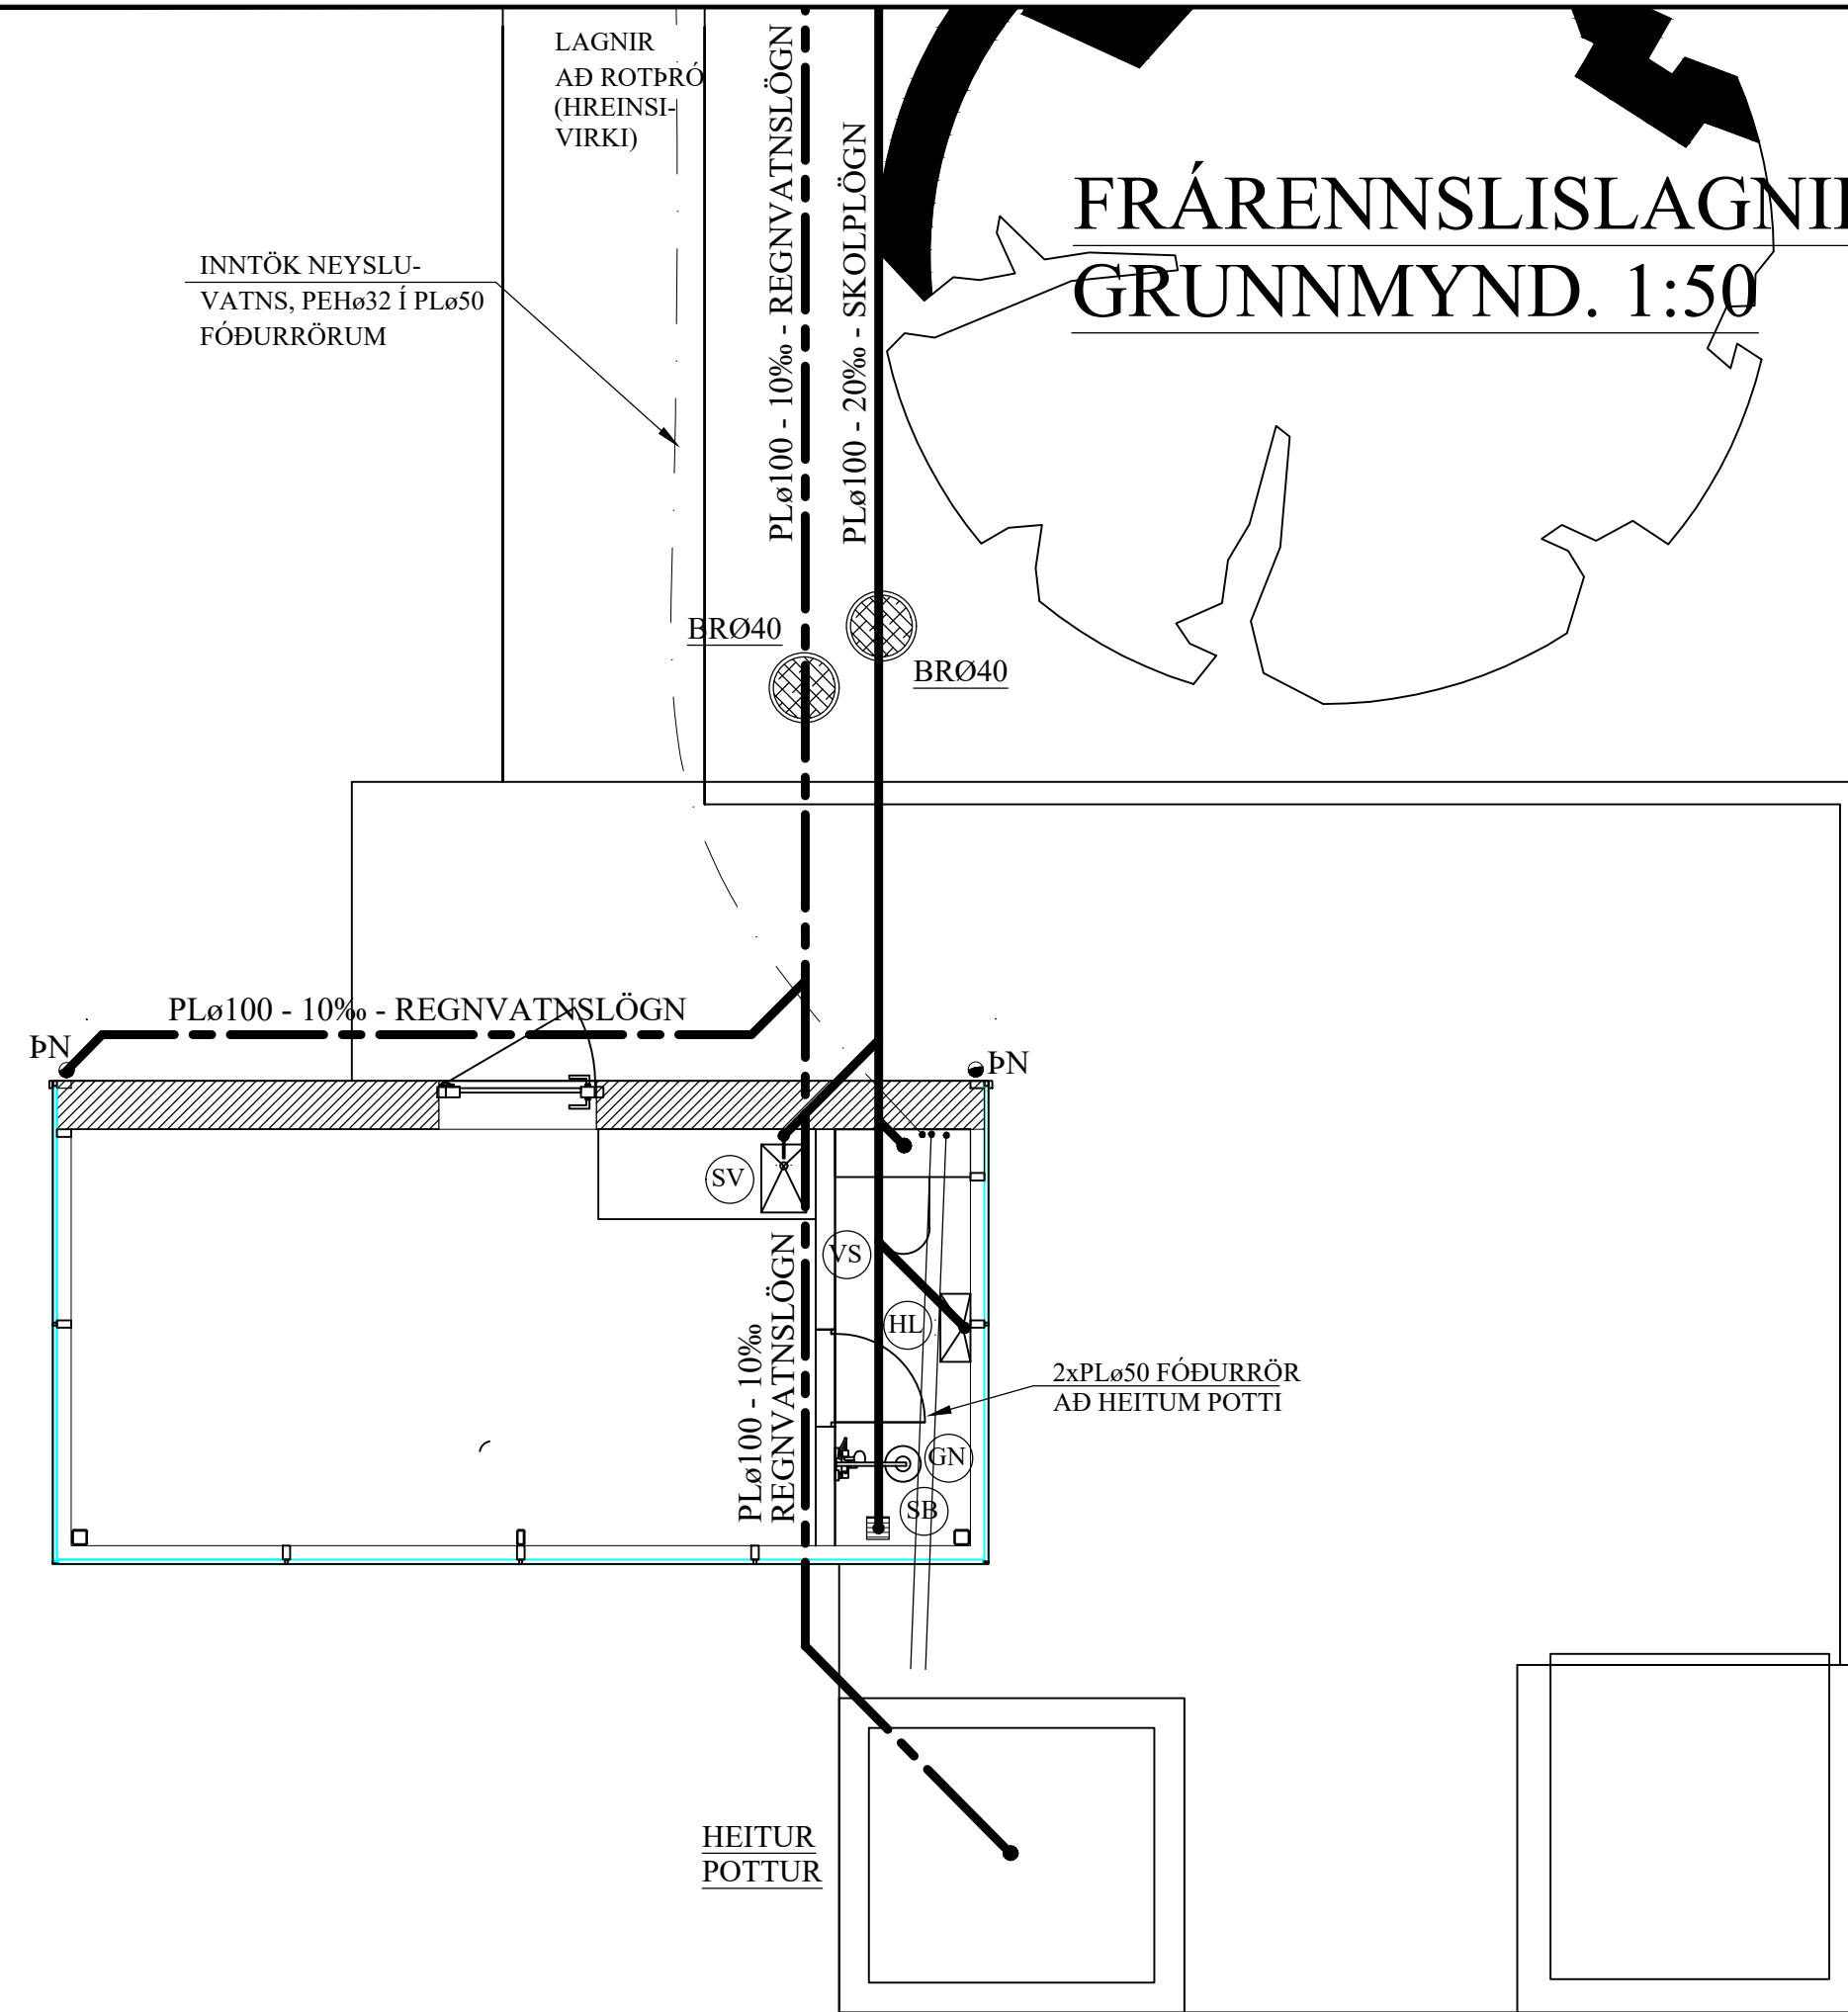 LAGNIR
AÐ ROTÞRÓ
(HREINSI-
VIRKI)
PLø100 - 10‰ - REGNVATNSLÖGN
PLø100 - 20‰ - SKOLPLÖGN
FRÁRENNSLISLAGNI
GRUNNMYND. 1:50
INNTÖK NEYSLU-
VATNS, PEHø32 Í PLø50
FÓÐURRÖRUM
BRØ40
BRØ40
PLø100 - 10‰ - REGNVATNSLÖGN
ÞN
ÞN
SV
VS
HL
PLø100 - 10‰
REGNVATNSLÖGN
2xPLø50 FÓÐURRÖR
AÐ HEITUM POTTI
GN
SB
HEITUR
POTTUR